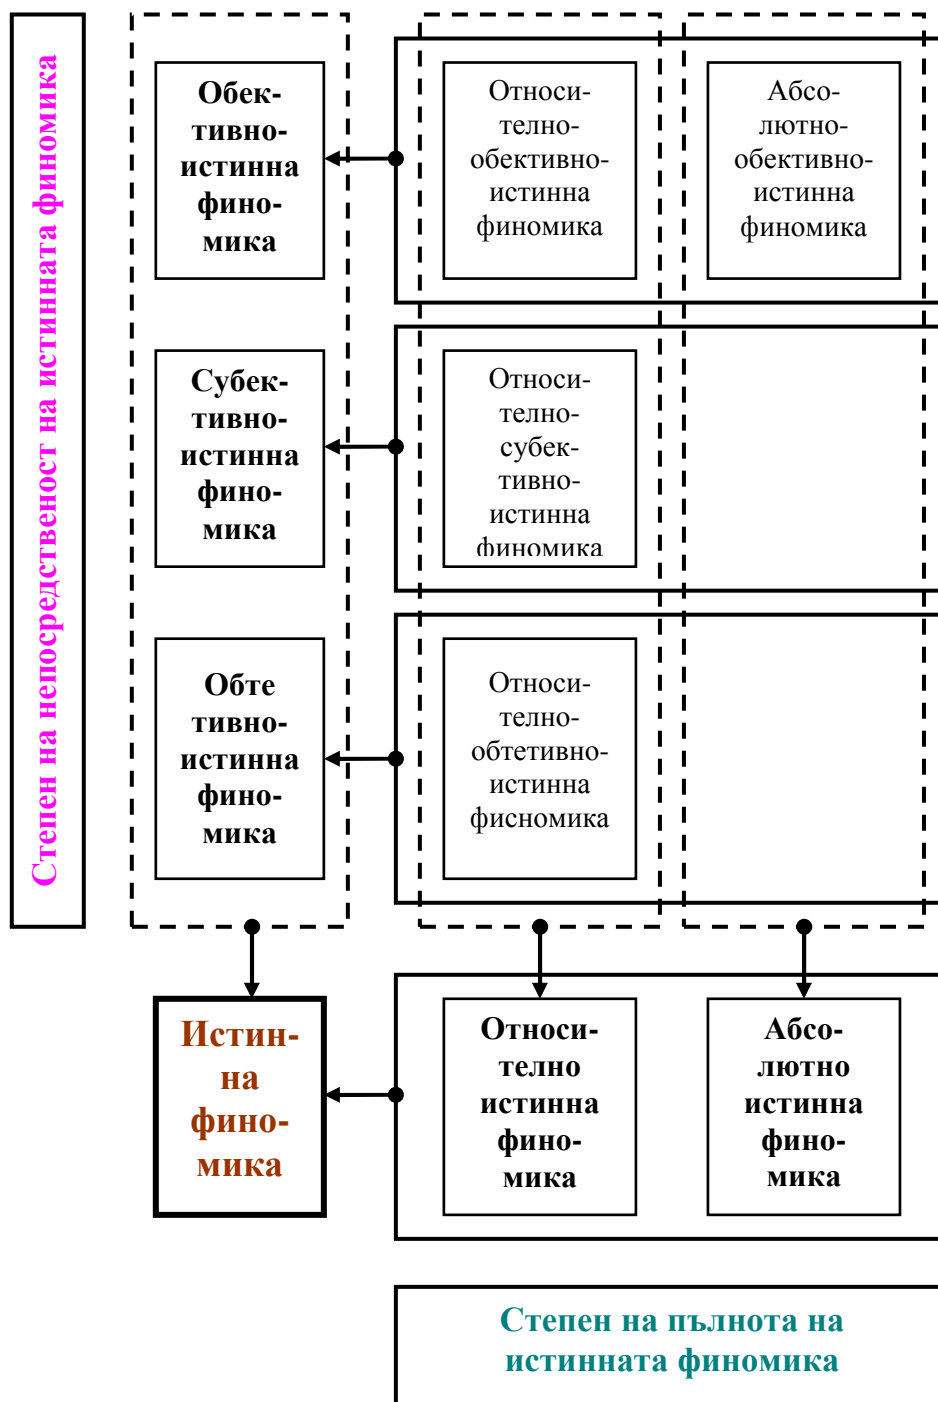 Степен на непосредственост на истинната финомика
Обек-
тивно-
истинна
фино-
мика
Относи-
телно-
обективно-
истинна
финомика
Абсо-
лютно-
обективно-
истинна
финомика
Субек-
тивно-
истинна
фино-
мика
Относи-
телно-
субек-
тивно-
истинна
финомика
Обте
тивно-
истинна
фино-
мика
Относи-
телно-
обтетивно-
истинна
фисномика
Истин-
на
фино-
мика
Относи-
телно
истинна
фино-
мика
Абсо-
лютно
истинна
фино-
мика
Степен на пълнота на
истинната финомика